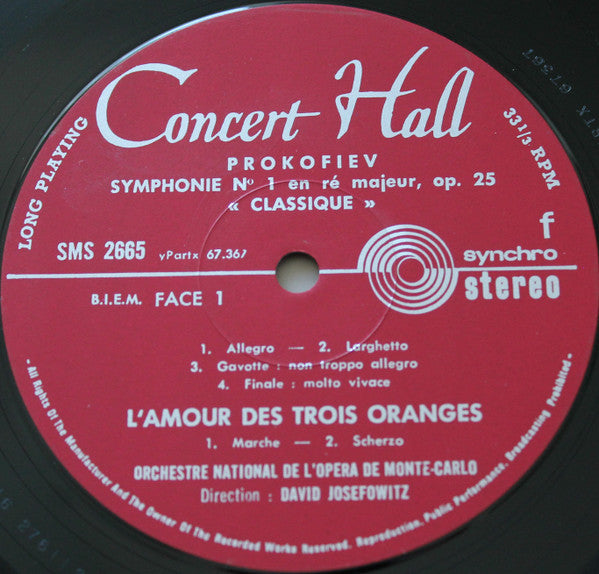 Concert Hall
LONG PLAYING
33 1/3 RPM
PROKOFIEV
SYMPHONIE Nº 1 en ré majeur, op. 25
« CLASSIQUE »
f
SMS 2665 yPartx 67.367
synchro
stereo
B.I.E.M. FACE 1
1. Allegro — 2. Larghetto
3. Gavotte : non troppo allegro
4. Finale : molto vivace
L'AMOUR DES TROIS ORANGES
1. Marche — 2. Scherzo
ORCHESTRE NATIONAL DE L'OPERA DE MONTE-CARLO
Direction : DAVID JOSEFOWITZ
- All Rights Of The Manufacturer And The Owner Of The Recorded Works Reserved. Reproduction, Public Performance, Broadcasting Prohibited -